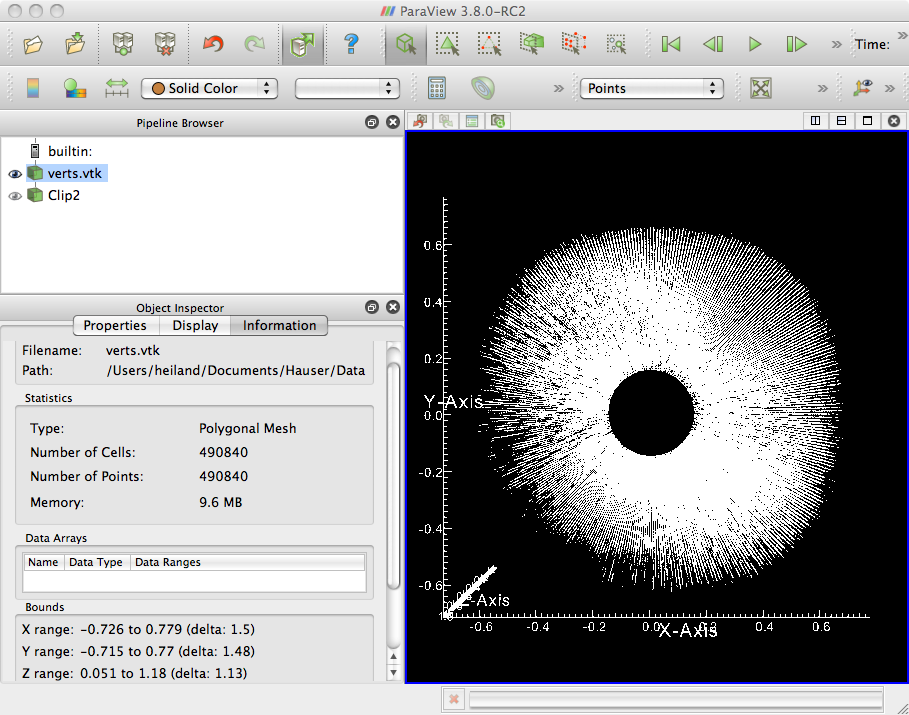 ParaView 3.8.0-RC2
Time:
Solid Color
Points
Pipeline Browser
builtin:
verts.vtk
Clip2
Object Inspector
Properties Display Information
Filename: verts.vtk
Path: /Users/heiland/Documents/Hauser/Data
Statistics
Type: Polygonal Mesh
Number of Cells: 490840
Number of Points: 490840
Memory: 9.6 MB
Data Arrays
Name Data Type Data Ranges
Bounds
X range: -0.726 to 0.779 (delta: 1.5)
Y range: -0.715 to 0.77 (delta: 1.48)
Z range: 0.051 to 1.18 (delta: 1.13)
0.6
0.4
0.2
Y-Axis
0.0
-0.2
-0.4
-0.6
Z-Axis
-0.6 -0.4 -0.2 0.0 0.2 0.4 0.6
X-Axis